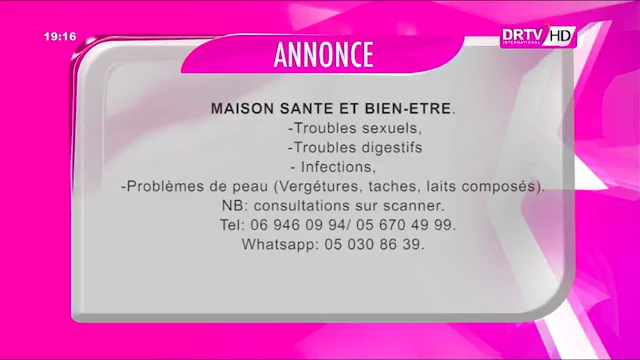 19:16
DRTV HD
INTERNATIONAL
ANNONCE
MAISON SANTE ET BIEN-ETRE.
-Troubles sexuels,
-Troubles digestifs
- Infections,
-Problèmes de peau (Vergétures, taches, laits composés).
NB: consultations sur scanner.
Tel: 06 946 09 94/ 05 670 49 99.
Whatsapp: 05 030 86 39.